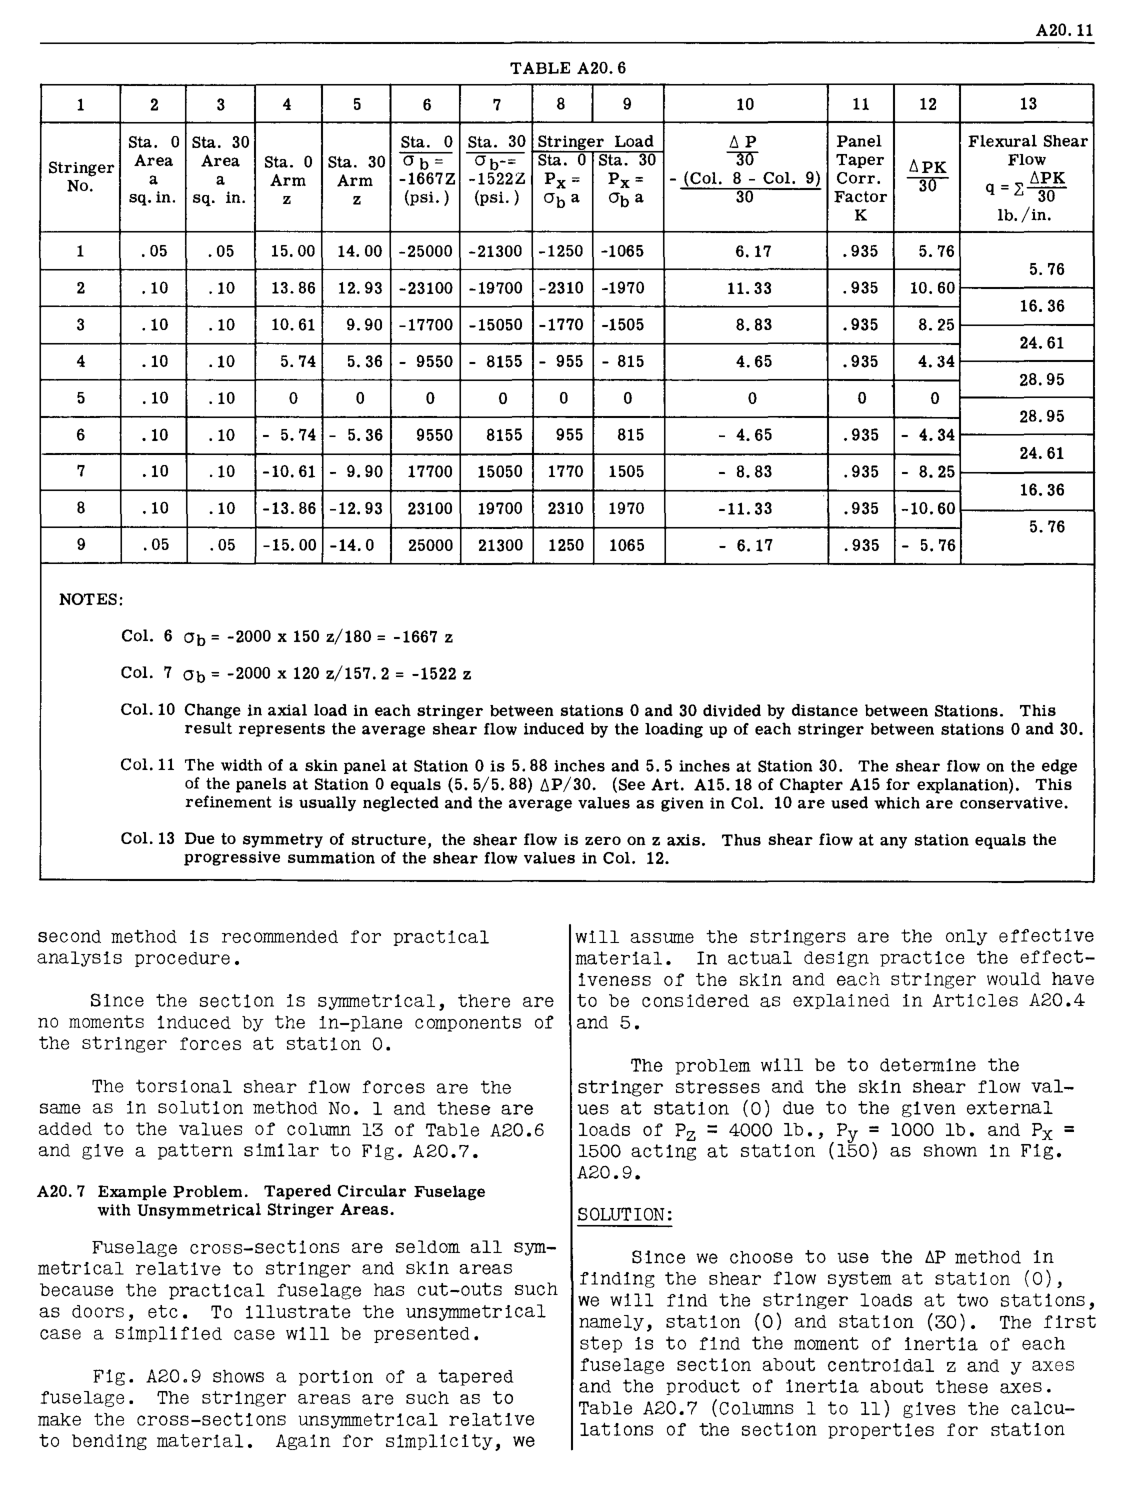 A20.11
TABLE A20.6
1 2 3 4 5 6 7 8 9 10 11 12 13
Stringer No. | Sta. 0 Area a sq.in. | Sta. 30 Area a sq. in. | Sta. 0 Arm z | Sta. 30 Arm z | Sta. 0 σb = -1667Z (psi.) | Sta. 30 σb-= -1522Z (psi.) | Stringer Load | Sta. 0 Px = σb a | Sta. 30 Px = σb a | ΔP/30 - (Col. 8 - Col. 9)/30 | Panel Taper Corr. Factor K | ΔPK/30 | Flexural Shear Flow q = Σ ΔPK/30 lb./in.
1 .05 .05 15.00 14.00 -25000 -21300 -1250 -1065 6.17 .935 5.76
5.76
2 .10 .10 13.86 12.93 -23100 -19700 -2310 -1970 11.33 .935 10.60
16.36
3 .10 .10 10.61 9.90 -17700 -15050 -1770 -1505 8.83 .935 8.25
24.61
4 .10 .10 5.74 5.36 - 9550 - 8155 - 955 - 815 4.65 .935 4.34
28.95
5 .10 .10 0 0 0 0 0 0 0 0 0
28.95
6 .10 .10 - 5.74 - 5.36 9550 8155 955 815 - 4.65 .935 - 4.34
24.61
7 .10 .10 -10.61 - 9.90 17700 15050 1770 1505 - 8.83 .935 - 8.25
16.36
8 .10 .10 -13.86 -12.93 23100 19700 2310 1970 -11.33 .935 -10.60
5.76
9 .05 .05 -15.00 -14.0 25000 21300 1250 1065 - 6.17 .935 - 5.76
NOTES:
Col. 6 σb = -2000 x 150 z/180 = -1667 z
Col. 7 σb = -2000 x 120 z/157.2 = -1522 z
Col. 10 Change in axial load in each stringer between stations 0 and 30 divided by distance between Stations. This
result represents the average shear flow induced by the loading up of each stringer between stations 0 and 30.
Col. 11 The width of a skin panel at Station 0 is 5.88 inches and 5.5 inches at Station 30. The shear flow on the edge
of the panels at Station 0 equals (5.5/5.88) ΔP/30. (See Art. A15.18 of Chapter A15 for explanation). This
refinement is usually neglected and the average values as given in Col. 10 are used which are conservative.
Col. 13 Due to symmetry of structure, the shear flow is zero on z axis. Thus shear flow at any station equals the
progressive summation of the shear flow values in Col. 12.
second method is recommended for practical
analysis procedure.
Since the section is symmetrical, there are
no moments induced by the in-plane components of
the stringer forces at station 0.
The torsional shear flow forces are the
same as in solution method No. 1 and these are
added to the values of column 13 of Table A20.6
and give a pattern similar to Fig. A20.7.
A20.7 Example Problem. Tapered Circular Fuselage
with Unsymmetrical Stringer Areas.
Fuselage cross-sections are seldom all sym-
metrical relative to stringer and skin areas
because the practical fuselage has cut-outs such
as doors, etc. To illustrate the unsymmetrical
case a simplified case will be presented.
Fig. A20.9 shows a portion of a tapered
fuselage. The stringer areas are such as to
make the cross-sections unsymmetrical relative
to bending material. Again for simplicity, we
will assume the stringers are the only effective
material. In actual design practice the effect-
iveness of the skin and each stringer would have
to be considered as explained in Articles A20.4
and 5.
The problem will be to determine the
stringer stresses and the skin shear flow val-
ues at station (0) due to the given external
loads of Pz = 4000 lb., Py = 1000 lb. and Px =
1500 acting at station (150) as shown in Fig.
A20.9.
SOLUTION:
Since we choose to use the ΔP method in
finding the shear flow system at station (0),
we will find the stringer loads at two stations,
namely, station (0) and station (30). The first
step is to find the moment of inertia of each
fuselage section about centroidal z and y axes
and the product of inertia about these axes.
Table A20.7 (Columns 1 to 11) gives the calcu-
lations of the section properties for station